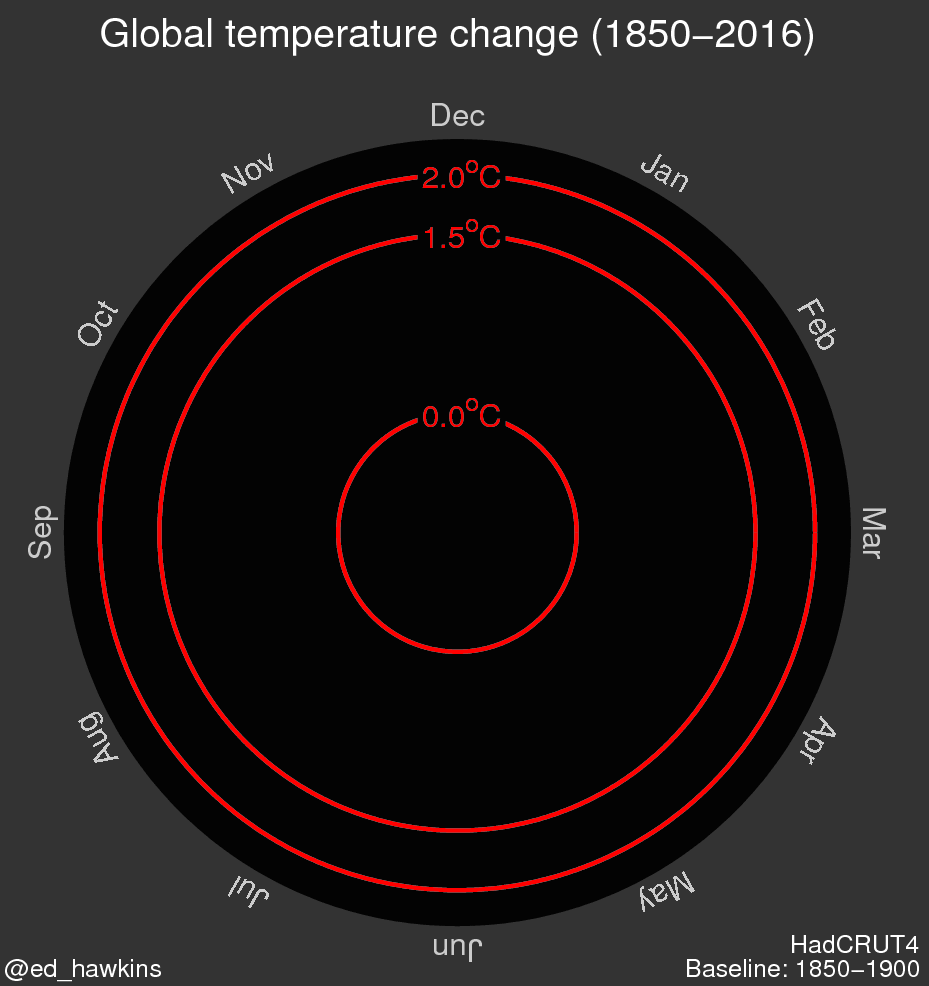 Global temperature change (1850–2016)
Dec
Nov
Jan
2.0°C
1.5°C
Oct
Feb
0.0°C
Sep
Mar
Aug
Apr
Jul
May
Jun
HadCRUT4
@ed_hawkins
Baseline: 1850–1900